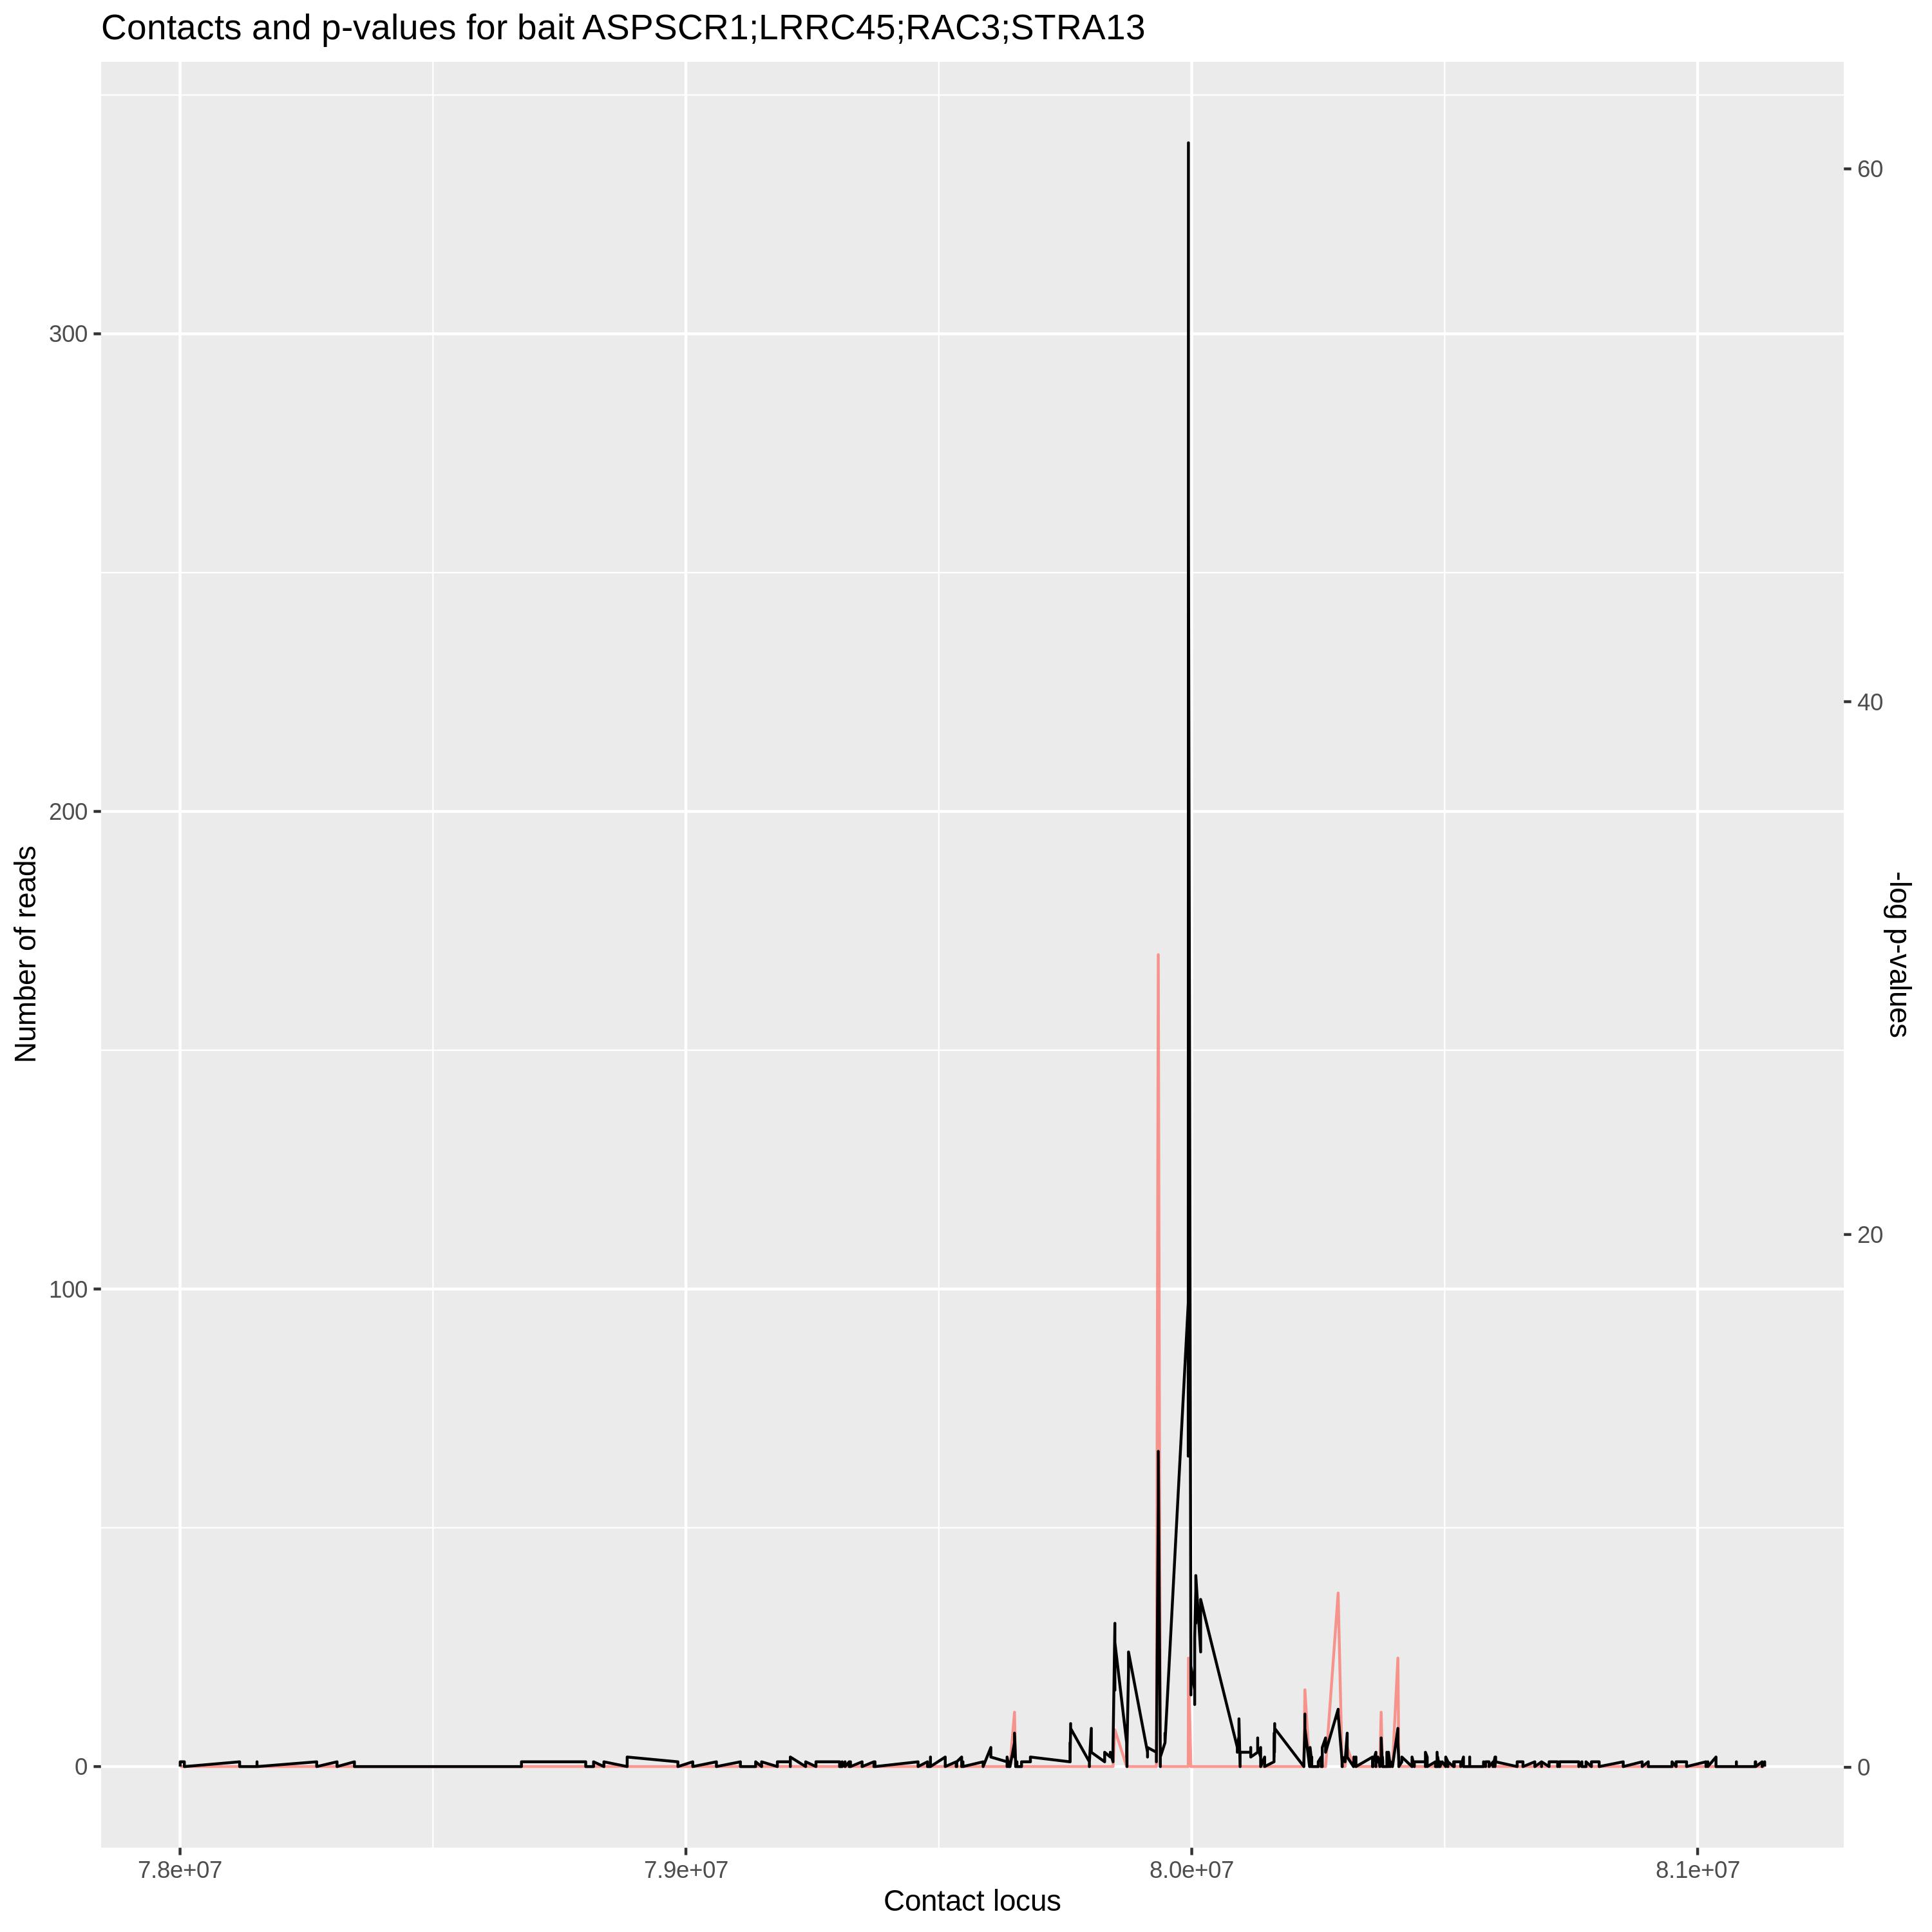 Contacts and p-values for bait ASPSCR1;LRRC45;RAC3;STRA13
300
200
100
0
Number of reads
60
40
20
0
-log p-values
7.8e+07 7.9e+07 8.0e+07 8.1e+07
Contact locus